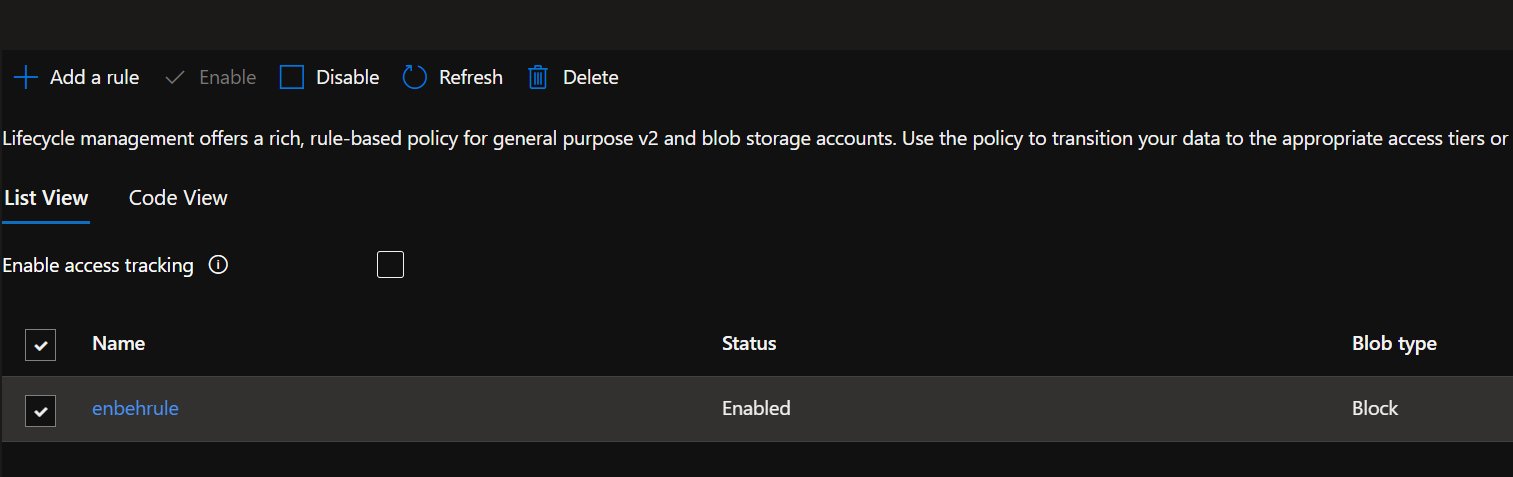 Add a rule Enable Disable Refresh Delete
Lifecycle management offers a rich, rule-based policy for general purpose v2 and blob storage accounts. Use the policy to transition your data to the appropriate access tiers or
List View Code View
Enable access tracking
Name Status Blob type
enbehrule Enabled Block